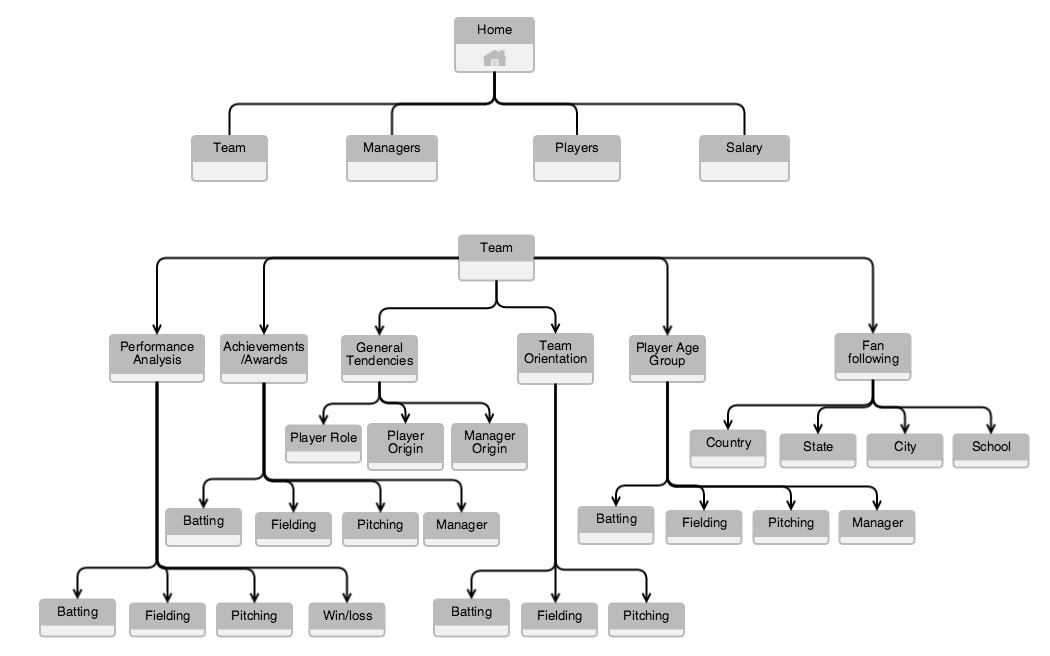 Home
Team
Managers
Players
Salary
Team
Performance
Analysis
Achievements
/Awards
General
Tendencies
Team
Orientation
Player Age
Group
Fan
following
Player Role
Player
Origin
Manager
Origin
Country
State
City
School
Batting
Fielding
Pitching
Manager
Batting
Fielding
Pitching
Manager
Batting
Fielding
Pitching
Win/loss
Batting
Fielding
Pitching